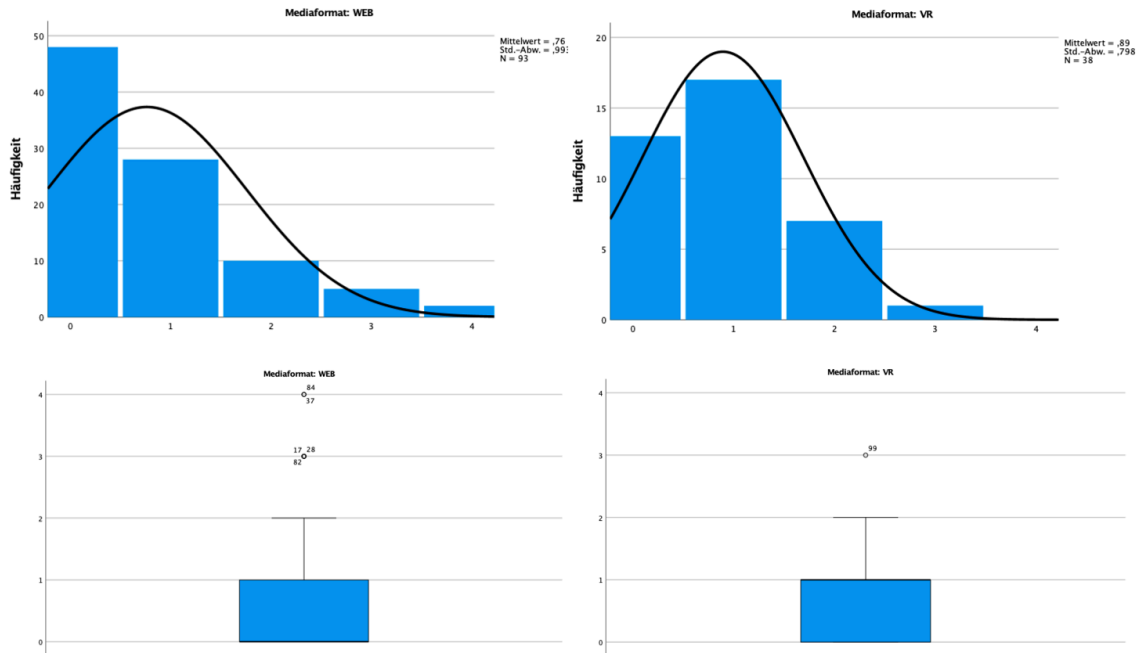 Mediaformat: WEB
50
40
30
20
10
0
Häufigkeit
0 1 2 3 4
Mittelwert = ,76
Std.-Abw. = ,993
N = 93
Mediaformat: VR
20
15
10
5
0
Häufigkeit
0 1 2 3 4
Mittelwert = ,89
Std.-Abw. = ,798
N = 38
Mediaformat: WEB
4
3
2
1
0
84
37
17 28
82
Mediaformat: VR
4
3
2
1
0
99